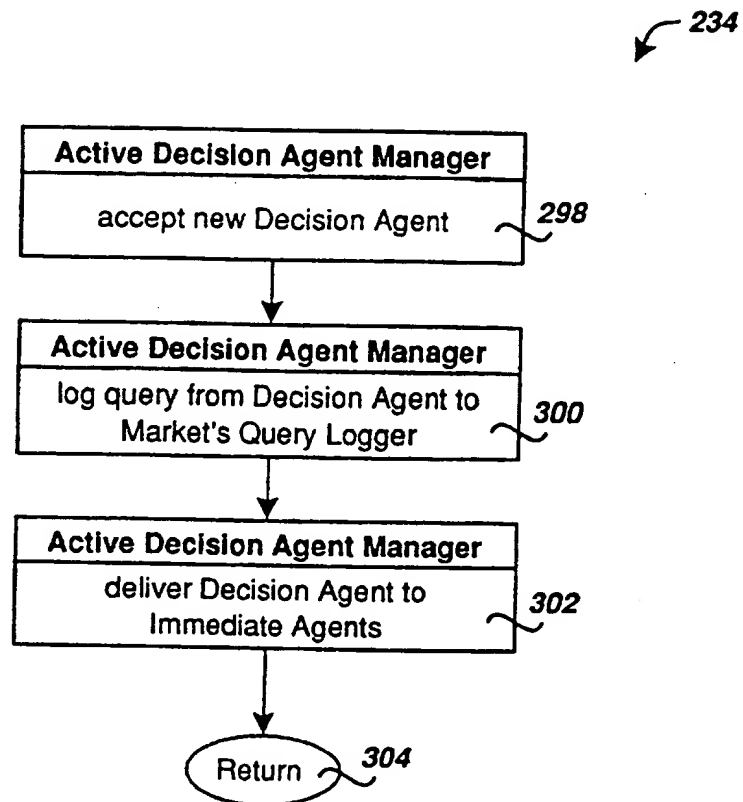 234
Active Decision Agent Manager
accept new Decision Agent
298
Active Decision Agent Manager
log query from Decision Agent to
Market's Query Logger
300
Active Decision Agent Manager
deliver Decision Agent to
Immediate Agents
302
Return
304